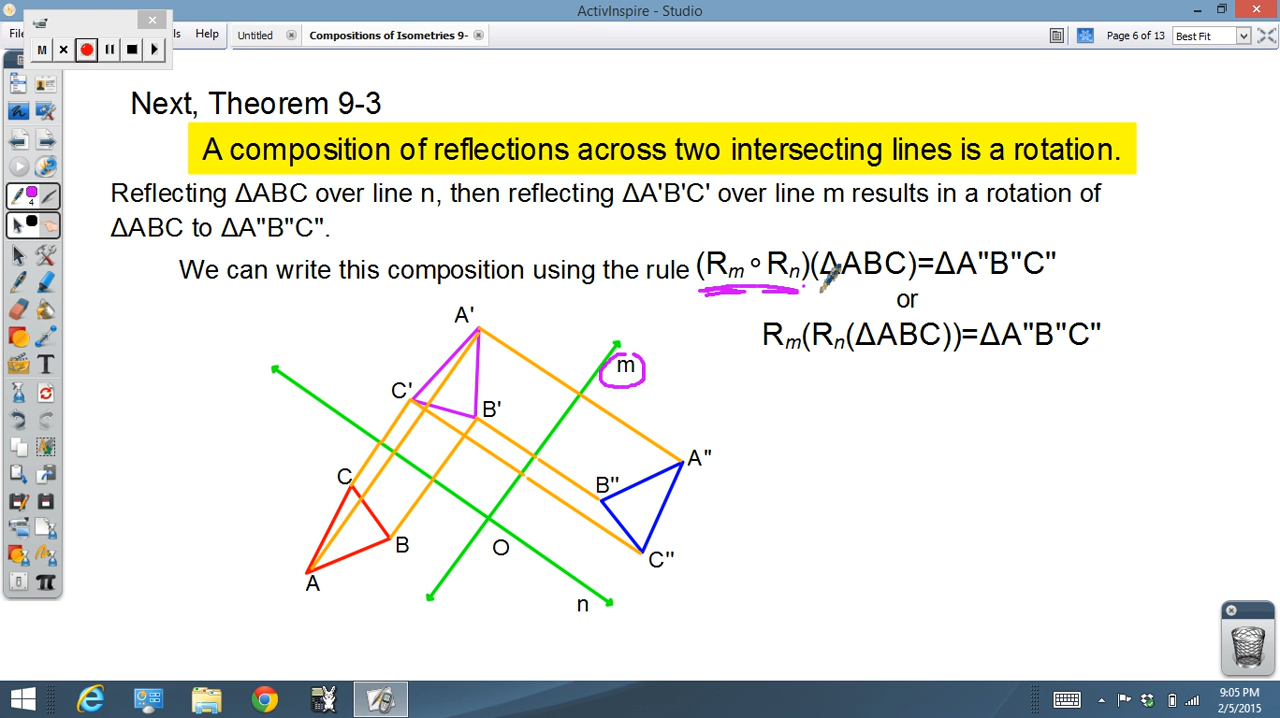 ActivInspire - Studio
File
ls
Help
Untitled
Compositions of Isometries 9-
Page 6 of 13
Best Fit
M
4
T
π
Next, Theorem 9-3
A composition of reflections across two intersecting lines is a rotation.
Reflecting ΔABC over line n, then reflecting ΔA'B'C' over line m results in a rotation of
ΔABC to ΔA"B"C".
We can write this composition using the rule (Rm∘Rn)(ΔABC)=ΔA"B"C"
or
Rm(Rn(ΔABC))=ΔA"B"C"
A'
m
C'
B'
A"
C
B"
B
O
C"
A
n
9:05 PM
2/5/2015